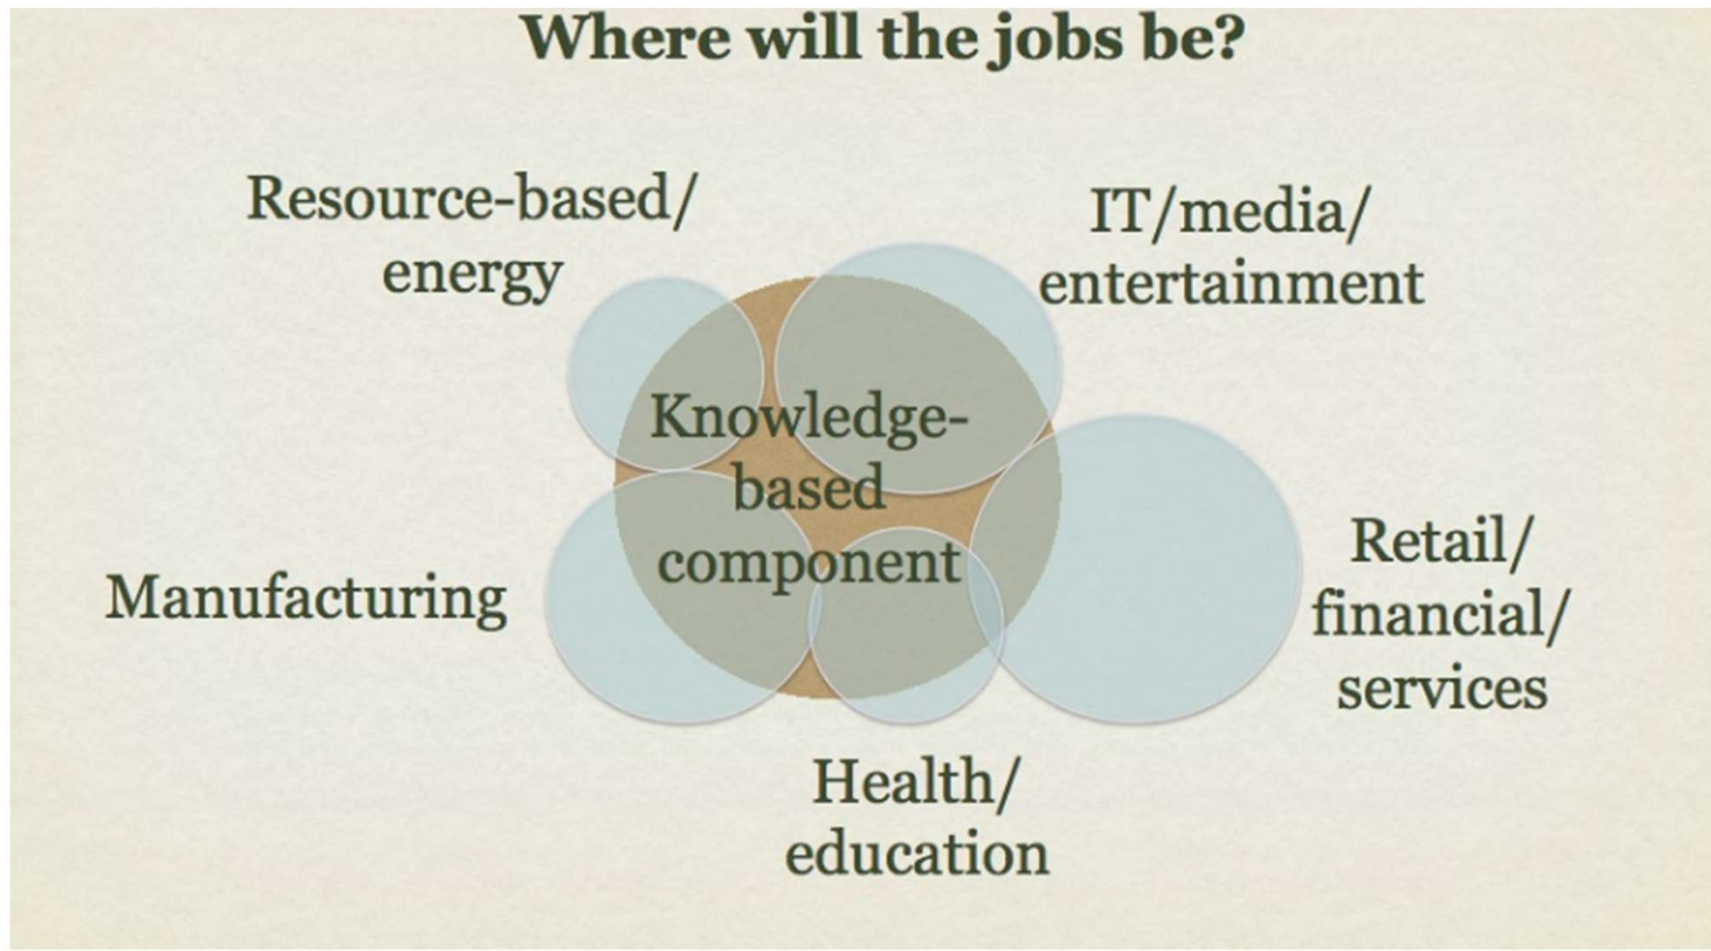 Where will the jobs be?
Resource-based/
energy
IT/media/
entertainment
Knowledge-
based
component
Manufacturing
Retail/
financial/
services
Health/
education